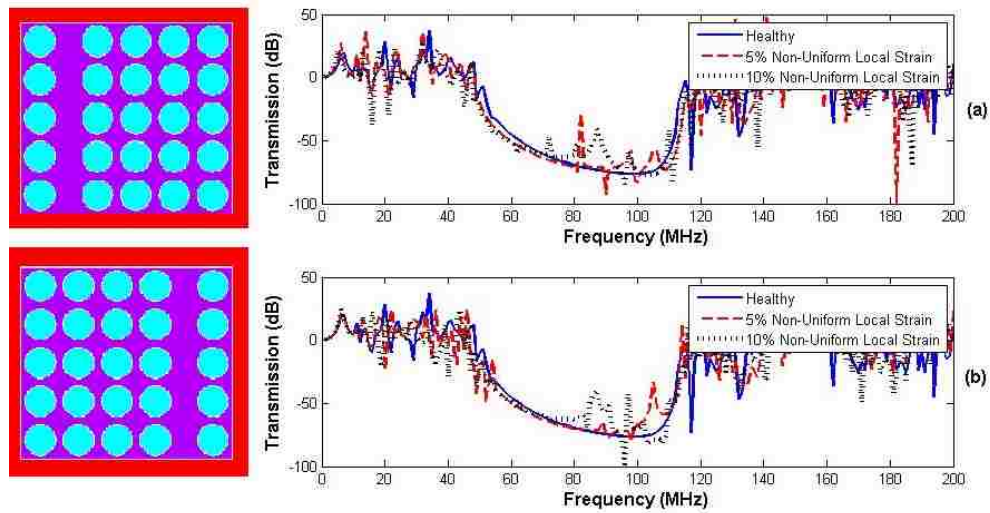 50
0
-50
-100
Transmission (dB)
Healthy
5% Non-Uniform Local Strain
10% Non-Uniform Local Strain
(a)
0 20 40 60 80 100 120 140 160 180 200
Frequency (MHz)
50
0
-50
-100
Transmission (dB)
Healthy
5% Non-Uniform Local Strain
10% Non-Uniform Local Strain
(b)
0 20 40 60 80 100 120 140 160 180 200
Frequency (MHz)